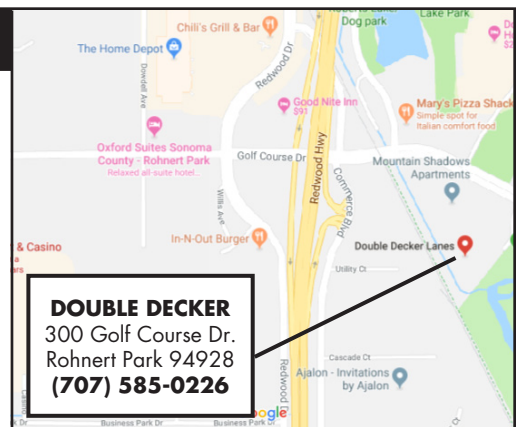 Dog park
Lake Park
Chili's Grill & Bar
The Home Depot
Redwood Dr
Dowdell Ave
Good Nite Inn
$91
Mary's Pizza Shack
Simple spot for
Italian comfort food
Oxford Suites Sonoma
County - Rohnert Park
Relaxed all-suite hotel...
Golf Course Dr
Redwood Hwy
Commerce Blvd
Mountain Shadows
Apartments
Willis Ave
In-N-Out Burger
& Casino
Double Decker Lanes
Utility Ct
DOUBLE DECKER
300 Golf Course Dr.
Rohnert Park 94928
(707) 585-0226
Cascade Ct
Ajalon - Invitations
by Ajalon
Redwood
Business Park Dr
Business Park